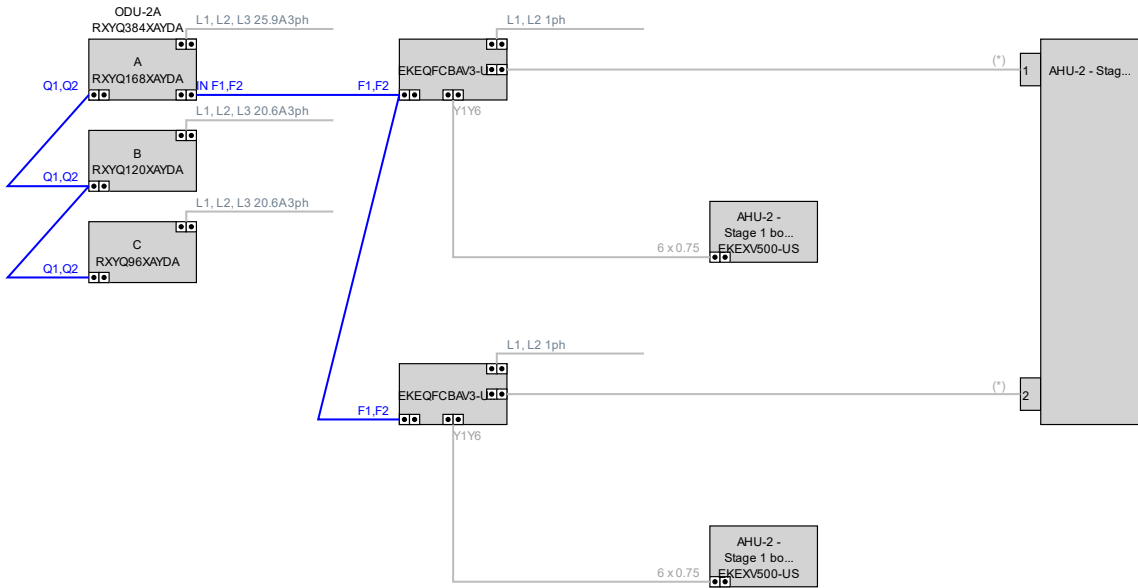 ODU-2A
RXYQ384XAYDA
L1, L2, L3 25.9A3ph
A
RXYQ168XAYDA
Q1,Q2
IN F1,F2
F1,F2
L1, L2 1ph
EKEQFCBAV3-U
Y1Y6
(*)
1
AHU-2 - Stag...
L1, L2, L3 20.6A3ph
B
RXYQ120XAYDA
Q1,Q2
L1, L2, L3 20.6A3ph
C
RXYQ96XAYDA
Q1,Q2
AHU-2 -
Stage 1 bo...
EKEXV500-US
6 x 0.75
L1, L2 1ph
EKEQFCBAV3-U
F1,F2
Y1Y6
(*)
2
AHU-2 -
Stage 1 bo...
EKEXV500-US
6 x 0.75